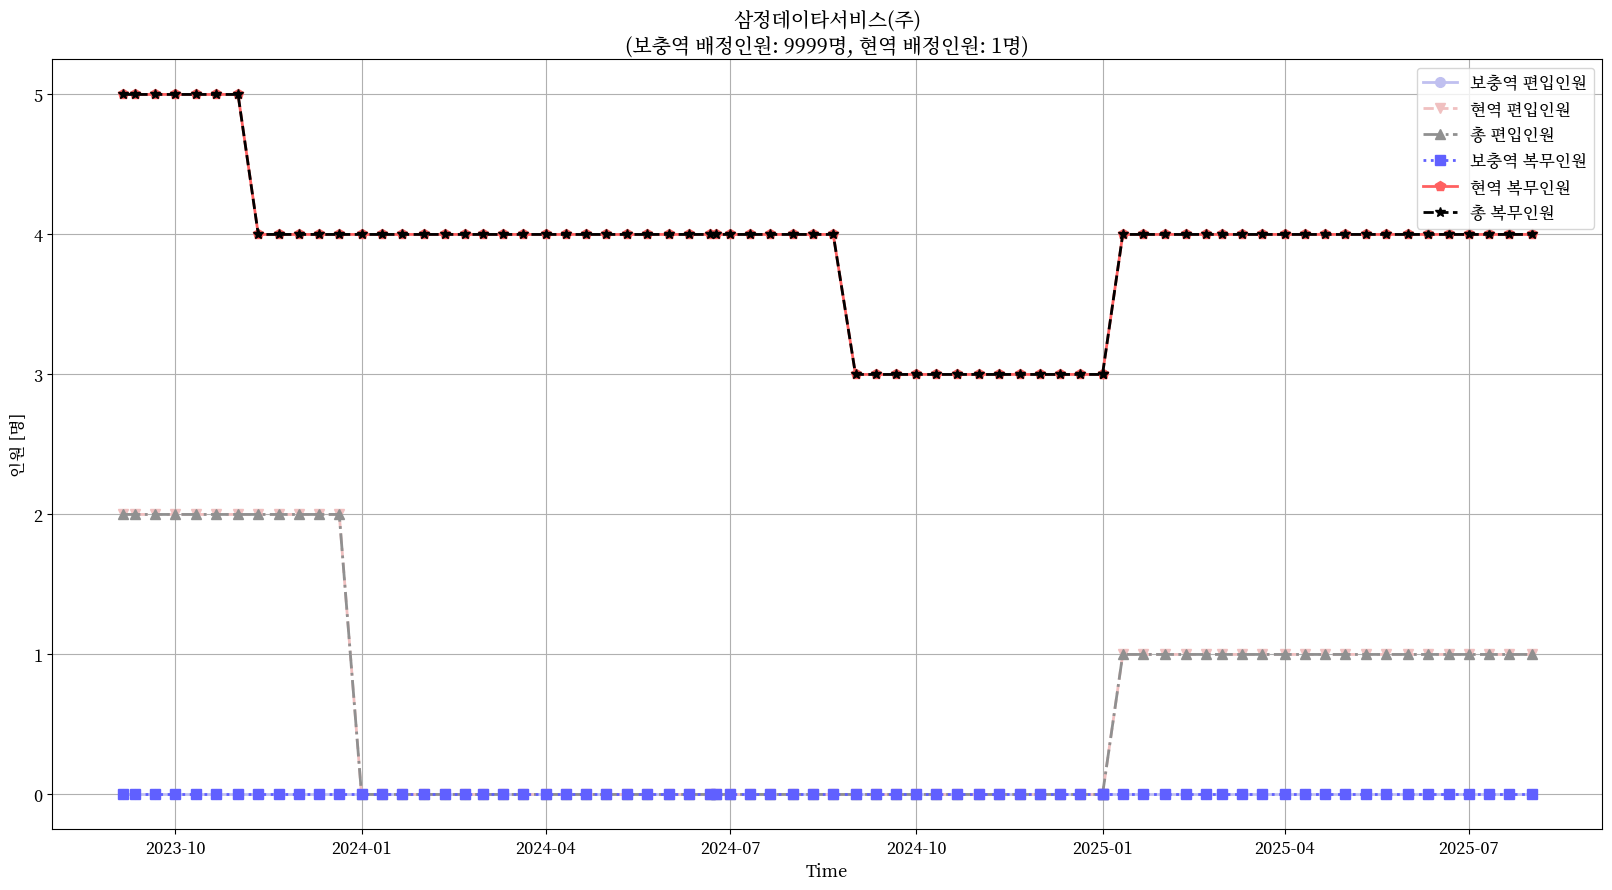 삼정데이타서비스(주)
(보충역 배정인원: 9999명, 현역 배정인원: 1명)
보충역 편입인원
현역 편입인원
총 편입인원
보충역 복무인원
현역 복무인원
총 복무인원
인원 [명]
5
4
3
2
1
0
2023-10
2024-01
2024-04
2024-07
2024-10
2025-01
2025-04
2025-07
Time